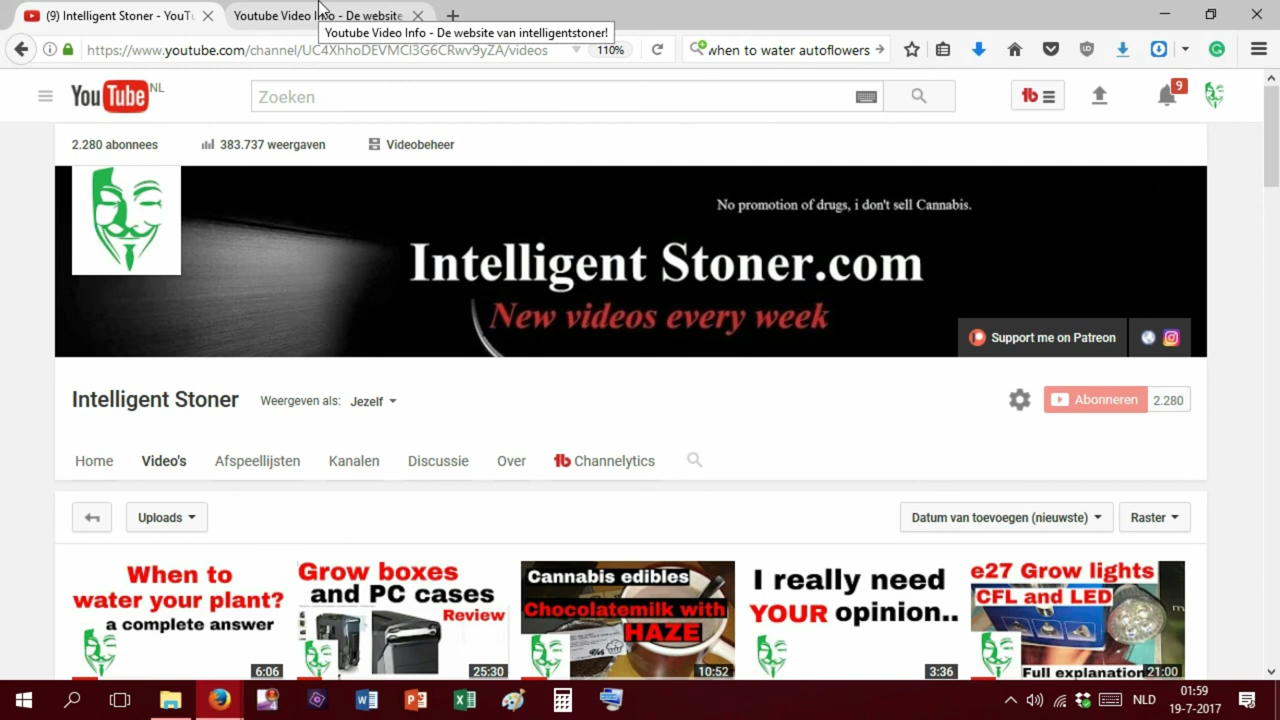 (9) Intelligent Stoner - YouT
Youtube Video Info - De website
Youtube Video Info - De website van intelligentstoner!
https://www.youtube.com/channel/UC4XhhoDEVMCl3G6CRwv9yZA/videos
110%
when to water autoflowers
YouTube NL
Zoeken
9
2.280 abonnees
383.737 weergaven
Videobeheer
No promotion of drugs, i don't sell Cannabis.
Intelligent Stoner.com
New videos every week
Support me on Patreon
Intelligent Stoner
Weergeven als: Jezelf
Abonneren
2.280
Home
Video's
Afspeellijsten
Kanalen
Discussie
Over
tb Channelytics
Uploads
Datum van toevoegen (nieuwste)
Raster
When to
water your plant?
a complete answer
6:06
Grow boxes
and PC cases
Review
25:30
Cannabis edibles
Chocolatemilk with
HAZE
10:52
I really need
YOUR opinion..
3:36
e27 Grow lights
CFL and LED
Full explanation
21:00
NLD
01:59
19-7-2017